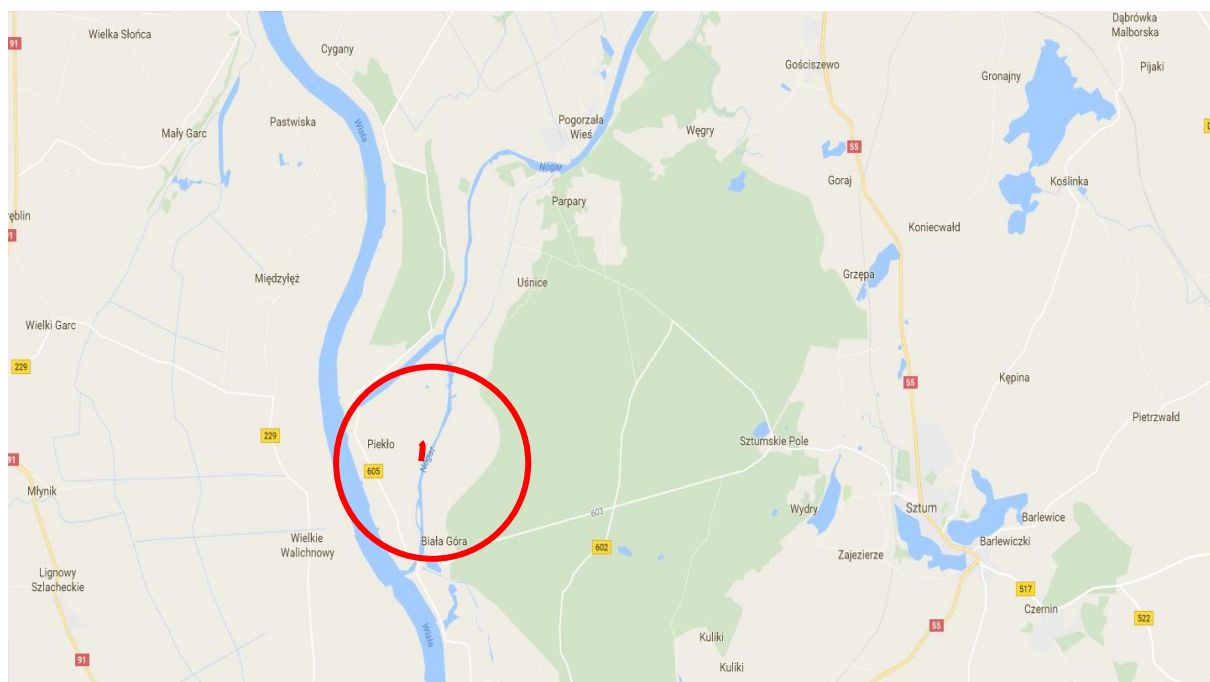 Wielka Słońca
91
Cygany
Dąbrówka
Malborska
Gościszewo
Pijaki
Gronajny
Pastwiska
Wisła
Mały Garc
Pogorzała
Wieś
Węgry
55
Nogat
Goraj
Koślinka
Parpary
Koniecwałd
91
Międzyłęż
Uśnice
Grzępa
Wielki Garc
229
Kępina
55
Pietrzwałd
229
Piekło
Sztumskie Pole
91
605
Nogat
Młynik
Wydry
Sztum
603
Barlewice
Wielkie
Walichnowy
Biała Góra
602
Zajezierze
Barlewiczki
Lignowy
Szlacheckie
517
Czernin
522
Wisła
55
Kuliki
91
Kuliki